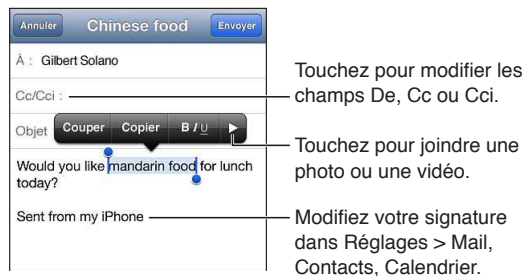 Annuler Chinese food Envoyer
À : Gilbert Solano
Cc/Cci :
Objet Couper Copier B I U ▶
Would you like mandarin food for lunch
today?
Sent from my iPhone
Touchez pour modifier les
champs De, Cc ou Cci.
Touchez pour joindre une
photo ou une vidéo.
Modifiez votre signature
dans Réglages > Mail,
Contacts, Calendrier.